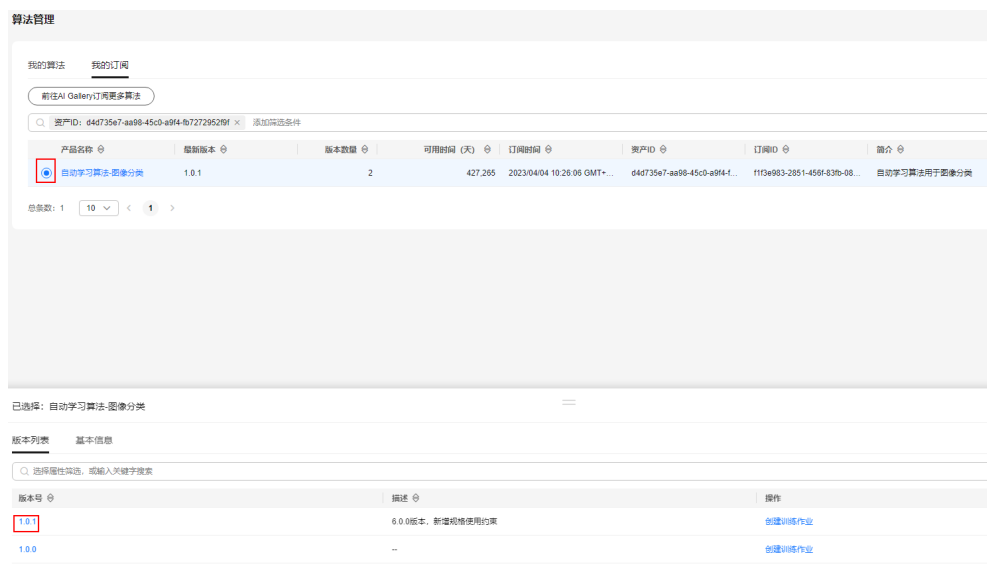 算法管理
我的算法 我的订阅
前往AI Gallery订阅更多算法
资产ID: d4d735e7-aa98-45c0-a9f4-fb7272952f9f × 添加筛选条件
产品名称 最新版本 版本数量 可用时间（天） 订阅时间 资产ID 订阅ID 简介
自动学习算法-图像分类 1.0.1 2 427,265 2023/04/04 10:26:06 GMT+... d4d735e7-aa98-45c0-a9f4-f... f1f3e983-2851-456f-83fb-08... 自动学习算法用于图像分类
总条数: 1 10 < 1 >
已选择: 自动学习算法-图像分类
版本列表 基本信息
选择属性筛选，或输入关键字搜索
版本号 描述 操作
1.0.1 6.0.0版本，新增规格使用约束 创建训练作业
1.0.0 -- 创建训练作业